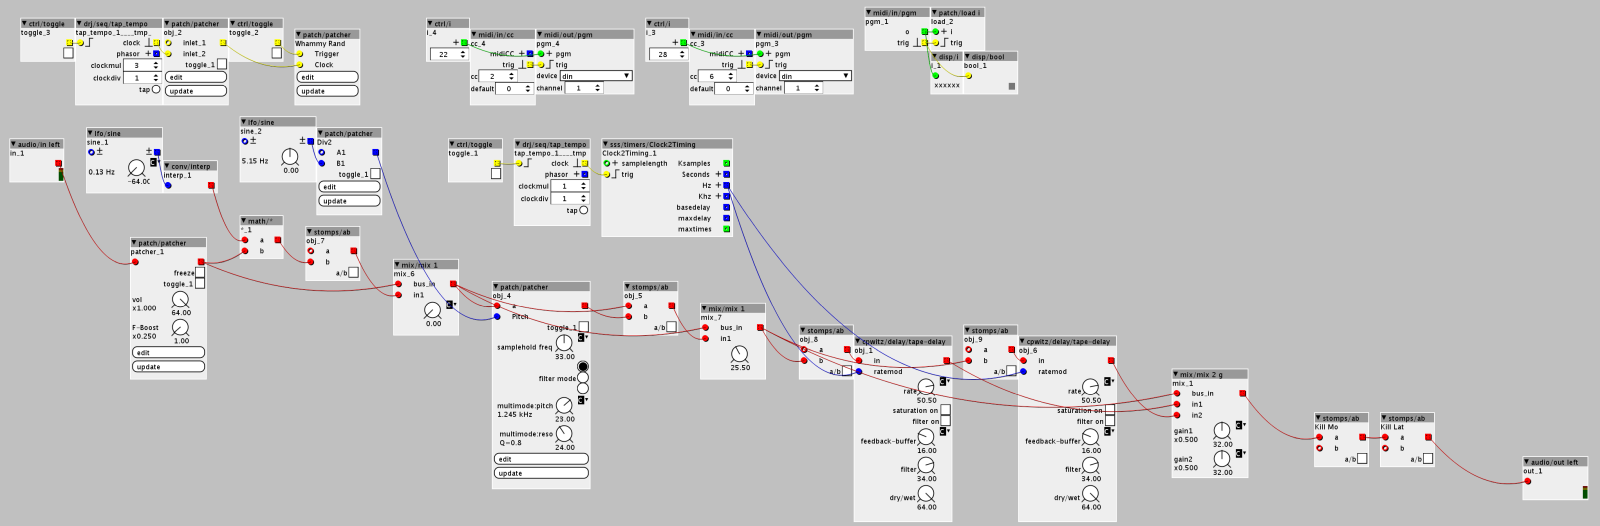 ctrl/toggle
toggle_3
drj/seq/tap_tempo
tap_tempo_1___tmp_
clock
phasor
clockmul 3
clockdiv 1
tap
patch/patcher
obj_2
inlet_1
inlet_2
toggle_1
edit
update
ctrl/toggle
toggle_2
patch/patcher
Whammy Rand
Trigger
Clock
edit
update
ctrl/i
i_4
22
midi/in/cc
cc_4
midiCC
trig
cc 2
default 0
midi/out/pgm
pgm_4
pgm
trig
device din
channel 1
ctrl/i
i_3
28
midi/in/cc
cc_3
midiCC
trig
cc 6
default 0
midi/out/pgm
pgm_3
pgm
trig
device din
channel 1
midi/in/pgm
pgm_1
o
trig
patch/load i
load_2
i
trig
disp/i
i_1
xxxxxx
disp/bool
bool_1
audio/in left
in_1
lfo/sine
sine_1
0.13 Hz
-64.00
conv/interp
interp_1
lfo/sine
sine_2
5.15 Hz
0.00
patch/patcher
Div2
A1
B1
toggle_1
edit
update
ctrl/toggle
toggle_1
drj/seq/tap_tempo
tap_tempo_1___tmp_
clock
phasor
clockmul 1
clockdiv 1
tap
sss/timers/Clock2Timing
Clock2Timing_1
samplelength
trig
Ksamples
Seconds
Hz
Khz
basedelay
maxdelay
maxtimes
patch/patcher
patcher_1
freeze
toggle_1
vol
x1.000
64.00
F-Boost
x0.250
1.00
edit
update
math/*
*_1
a
b
stomps/ab
obj_7
a
b
a/b
mix/mix 1
mix_6
bus_in
in1
0.00
patch/patcher
obj_4
a
Pitch
toggle_1
samplehold freq
33.00
filter mode
multimode:pitch
1.245 kHz
23.00
multimode:reso
Q=0.8
24.00
edit
update
stomps/ab
obj_5
a
b
a/b
mix/mix 1
mix_7
bus_in
in1
25.50
stomps/ab
obj_8
a
b
a/b
cpwitz/delay/tape-delay
obj_1
in
ratemod
rate
50.50
saturation on
filter on
feedback-buffer
16.00
filter
34.00
dry/wet
64.00
stomps/ab
obj_9
a
b
a/b
cpwitz/delay/tape-delay
obj_6
in
ratemod
rate
50.50
saturation on
filter on
feedback-buffer
16.00
filter
34.00
dry/wet
64.00
mix/mix 2 g
mix_1
bus_in
in1
in2
gain1
x0.500
32.00
gain2
x0.500
32.00
stomps/ab
Kill Mo
a
b
a/b
stomps/ab
Kill Lat
a
b
a/b
audio/out left
out_1